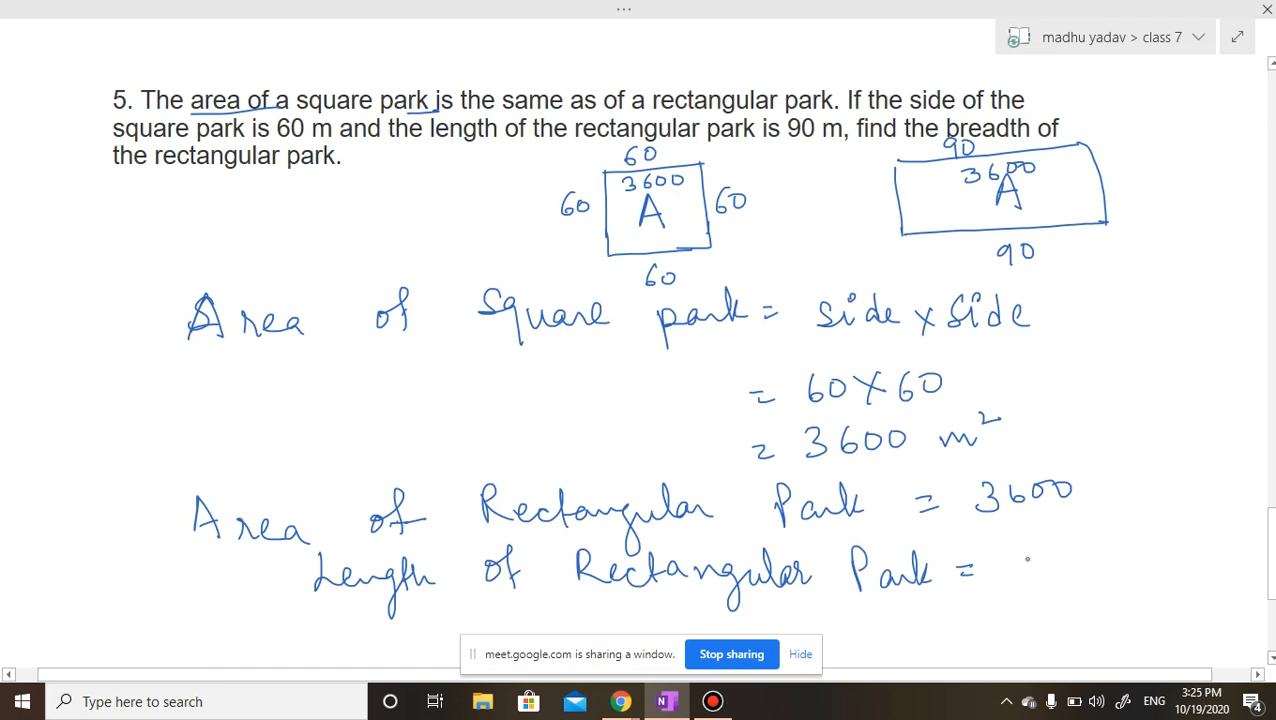 madhu yadav > class 7
5. The area of a square park is the same as of a rectangular park. If the side of the
square park is 60 m and the length of the rectangular park is 90 m, find the breadth of
the rectangular park.
60
90
3600
3600
60
A
60
A
60
90
Area of Square park = side x side
= 60 X 60
= 3600 m²
Area of Rectangular Park = 3600
Length of Rectangular Park =
meet.google.com is sharing a window.
Stop sharing
Hide
Type here to search
ENG
3:25 PM
10/19/2020
4